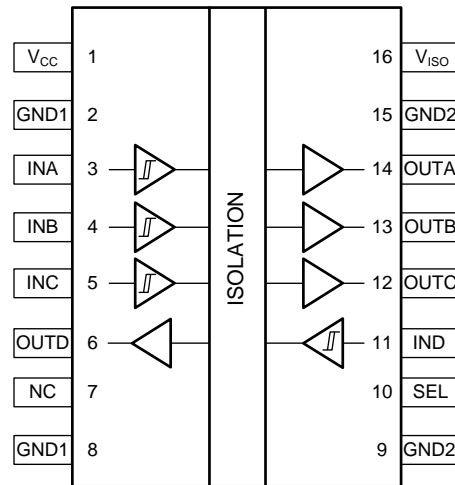 VCC 1 16 VISO
GND1 2 15 GND2
INA 3 14 OUTA
INB 4 13 OUTB
INC 5 12 OUTC
OUTD 6 11 IND
NC 7 10 SEL
GND1 8 9 GND2
ISOLATION